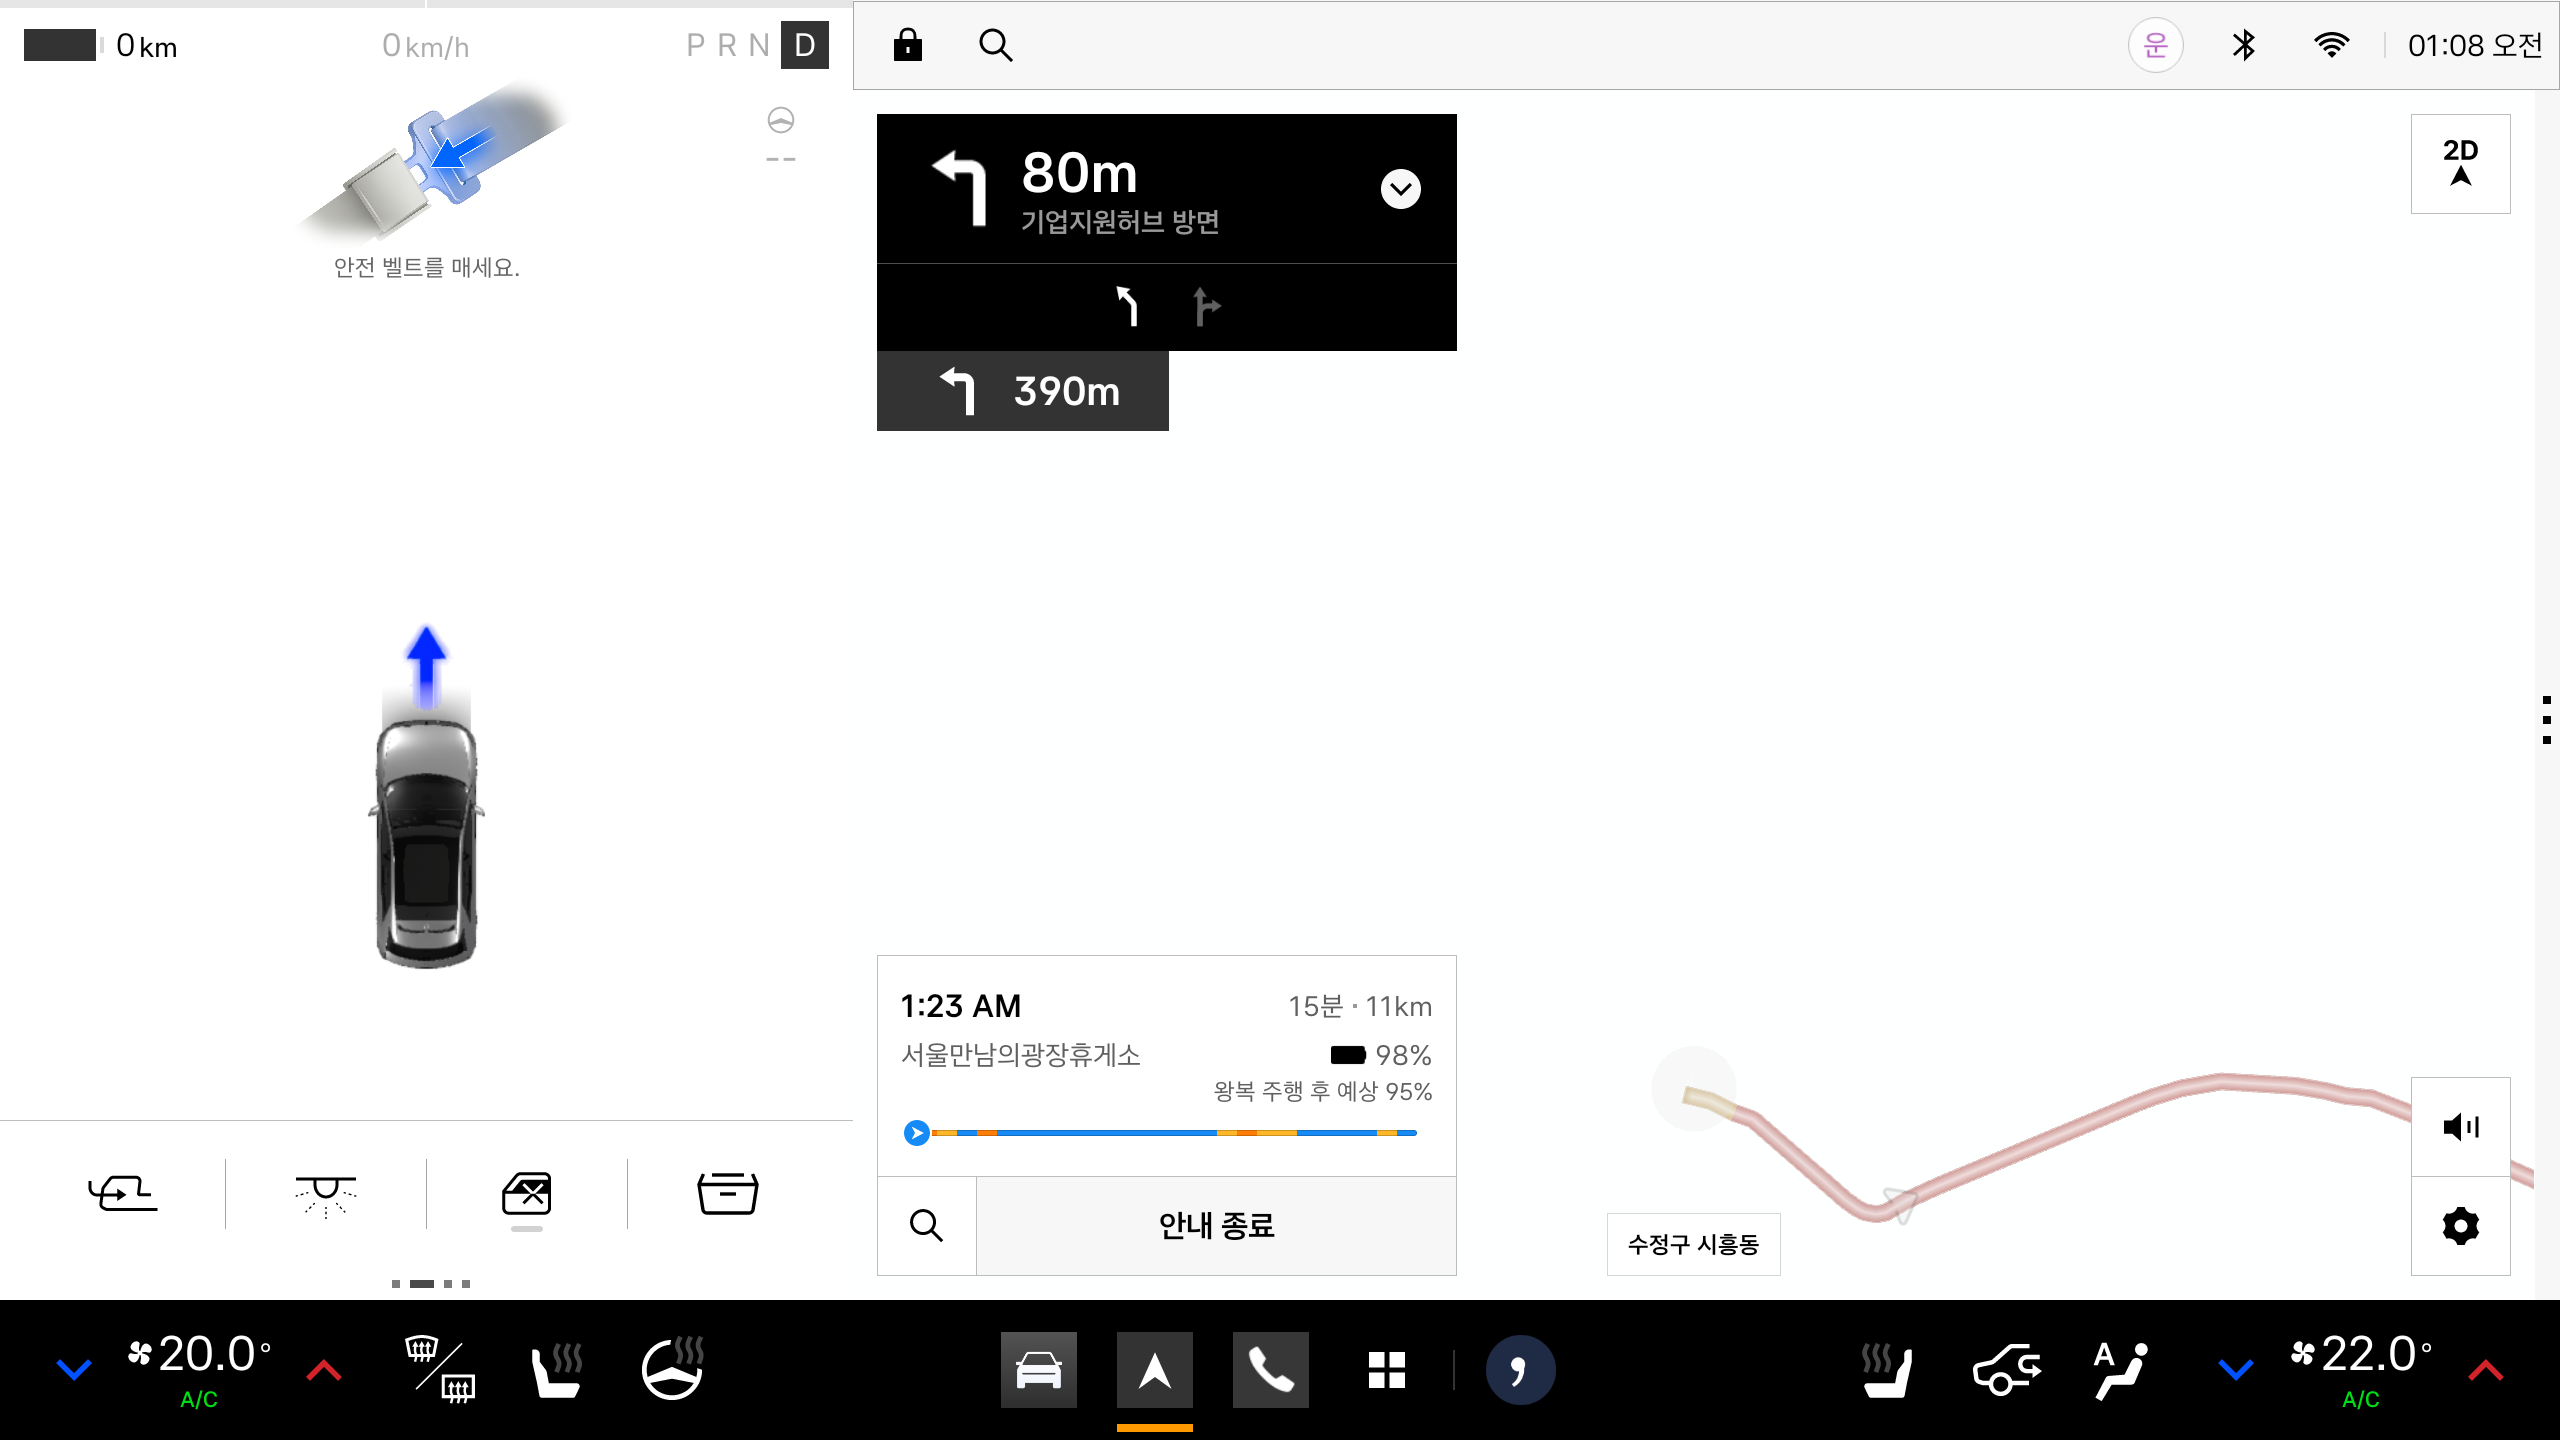 0 km
0 km/h
P R N D
안전 벨트를 매세요.
운
01:08 오전
80m
기업지원허브 방면
390m
2D
1:23 AM
15분 · 11km
서울만남의광장휴게소
98%
왕복 주행 후 예상 95%
안내 종료
수정구 시흥동
20.0°
A/C
A
22.0°
A/C